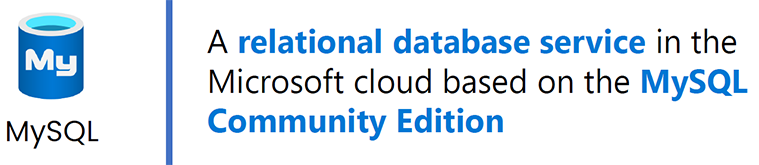 My
MySQL
A relational database service in the
Microsoft cloud based on the MySQL
Community Edition